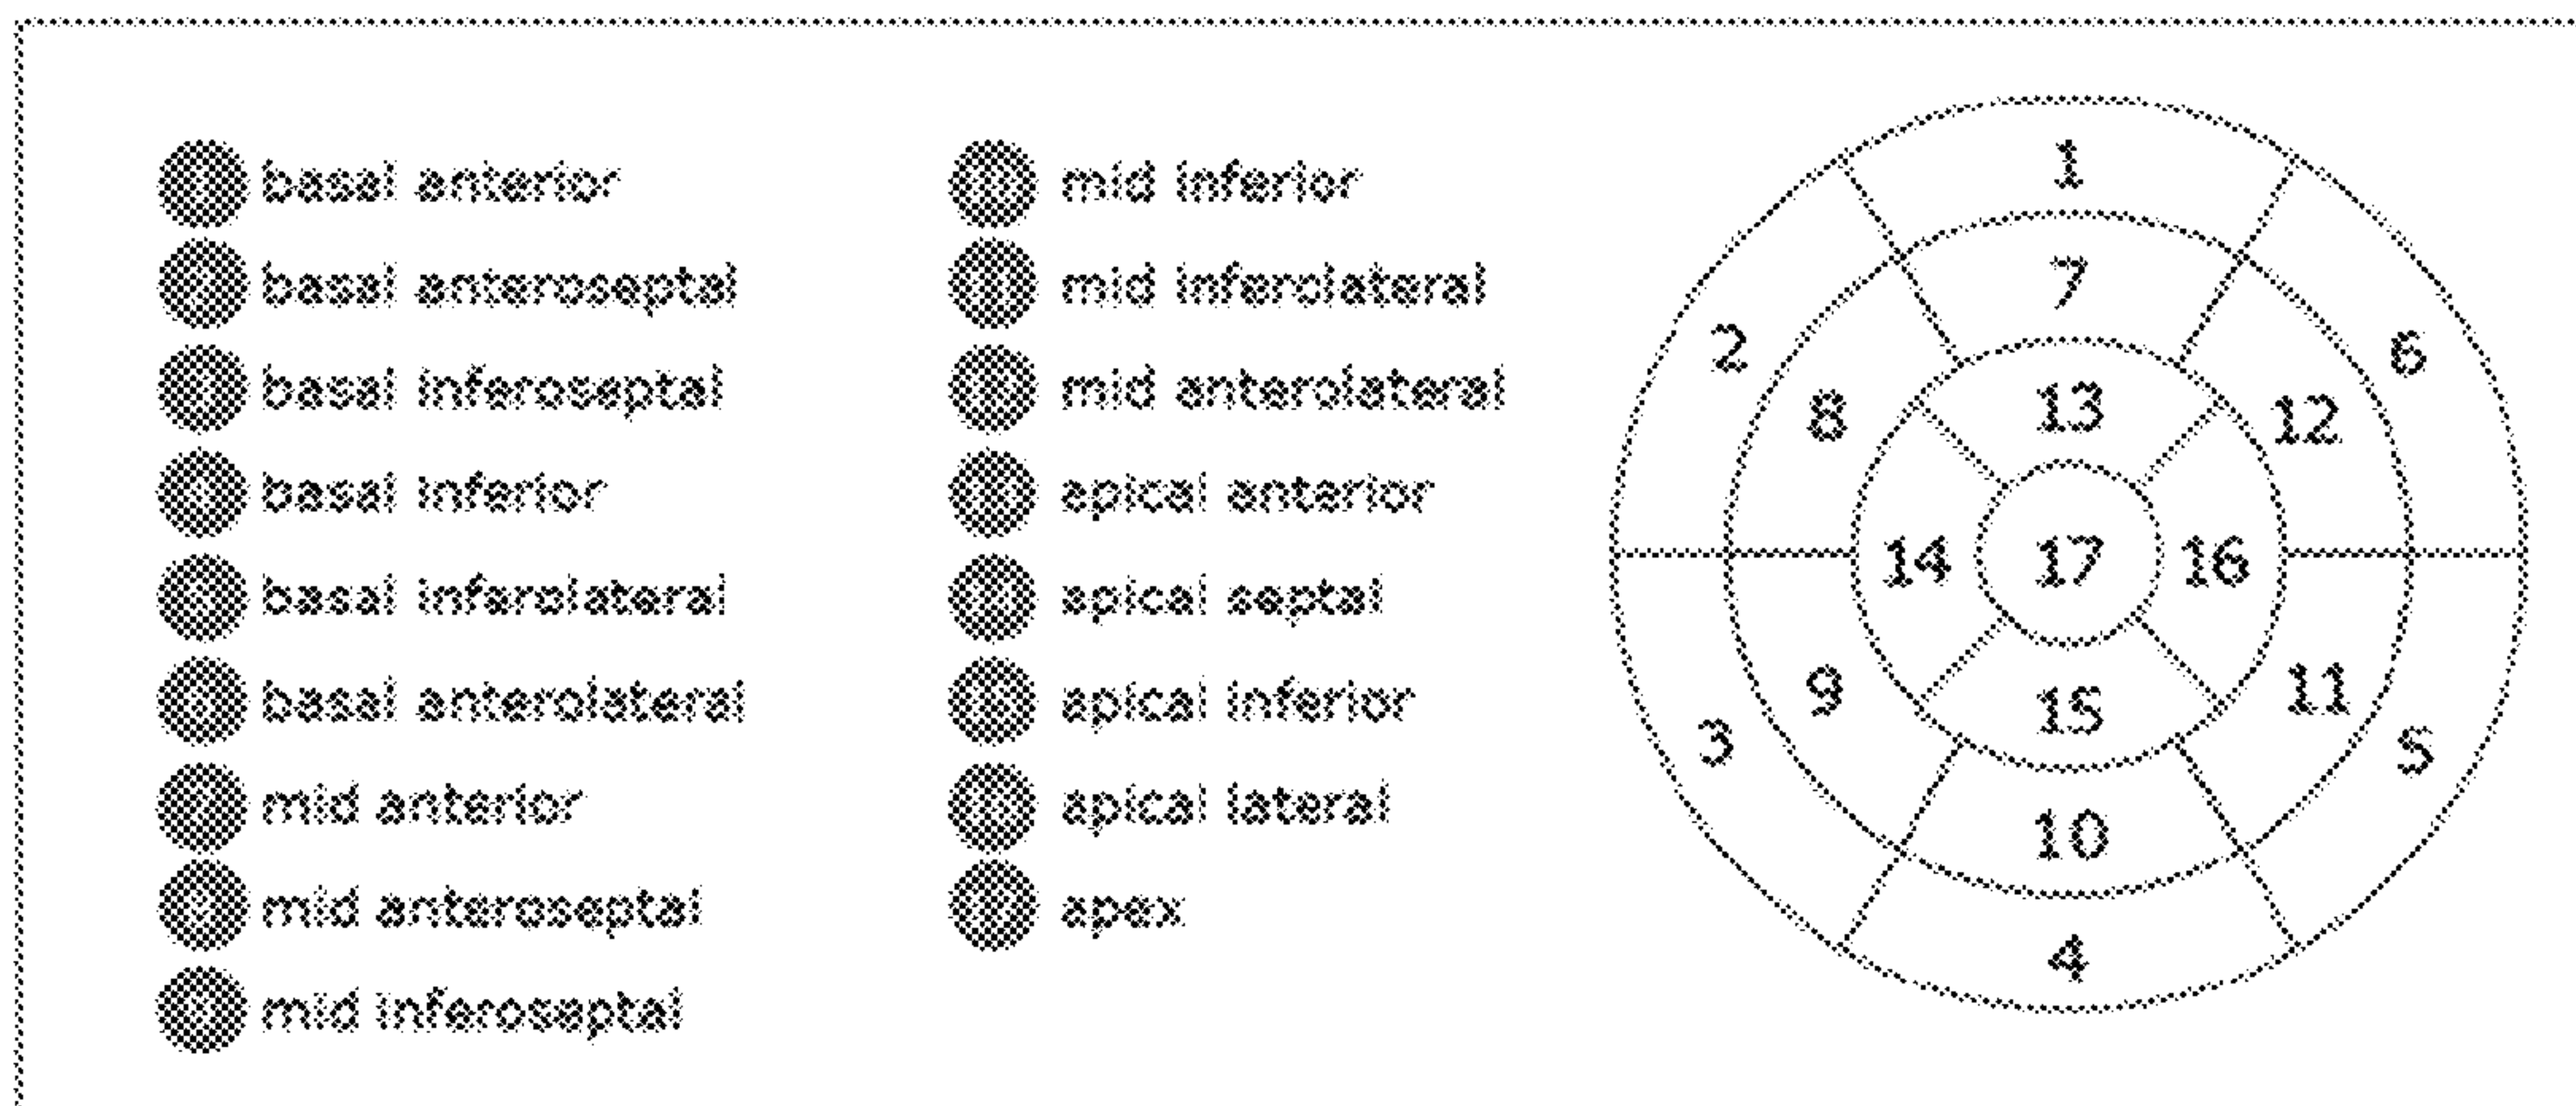 basal anterior
basal anteroseptal
basal inferoseptal
basal inferior
basal inferolateral
basal anterolateral
mid anterior
mid anteroseptal
mid inferoseptal
mid inferior
mid inferolateral
mid anterolateral
apical anterior
apical septal
apical inferior
apical lateral
apex
1
7
2 6
13
8 12
14 17 16
9 11
15
3 5
10
4